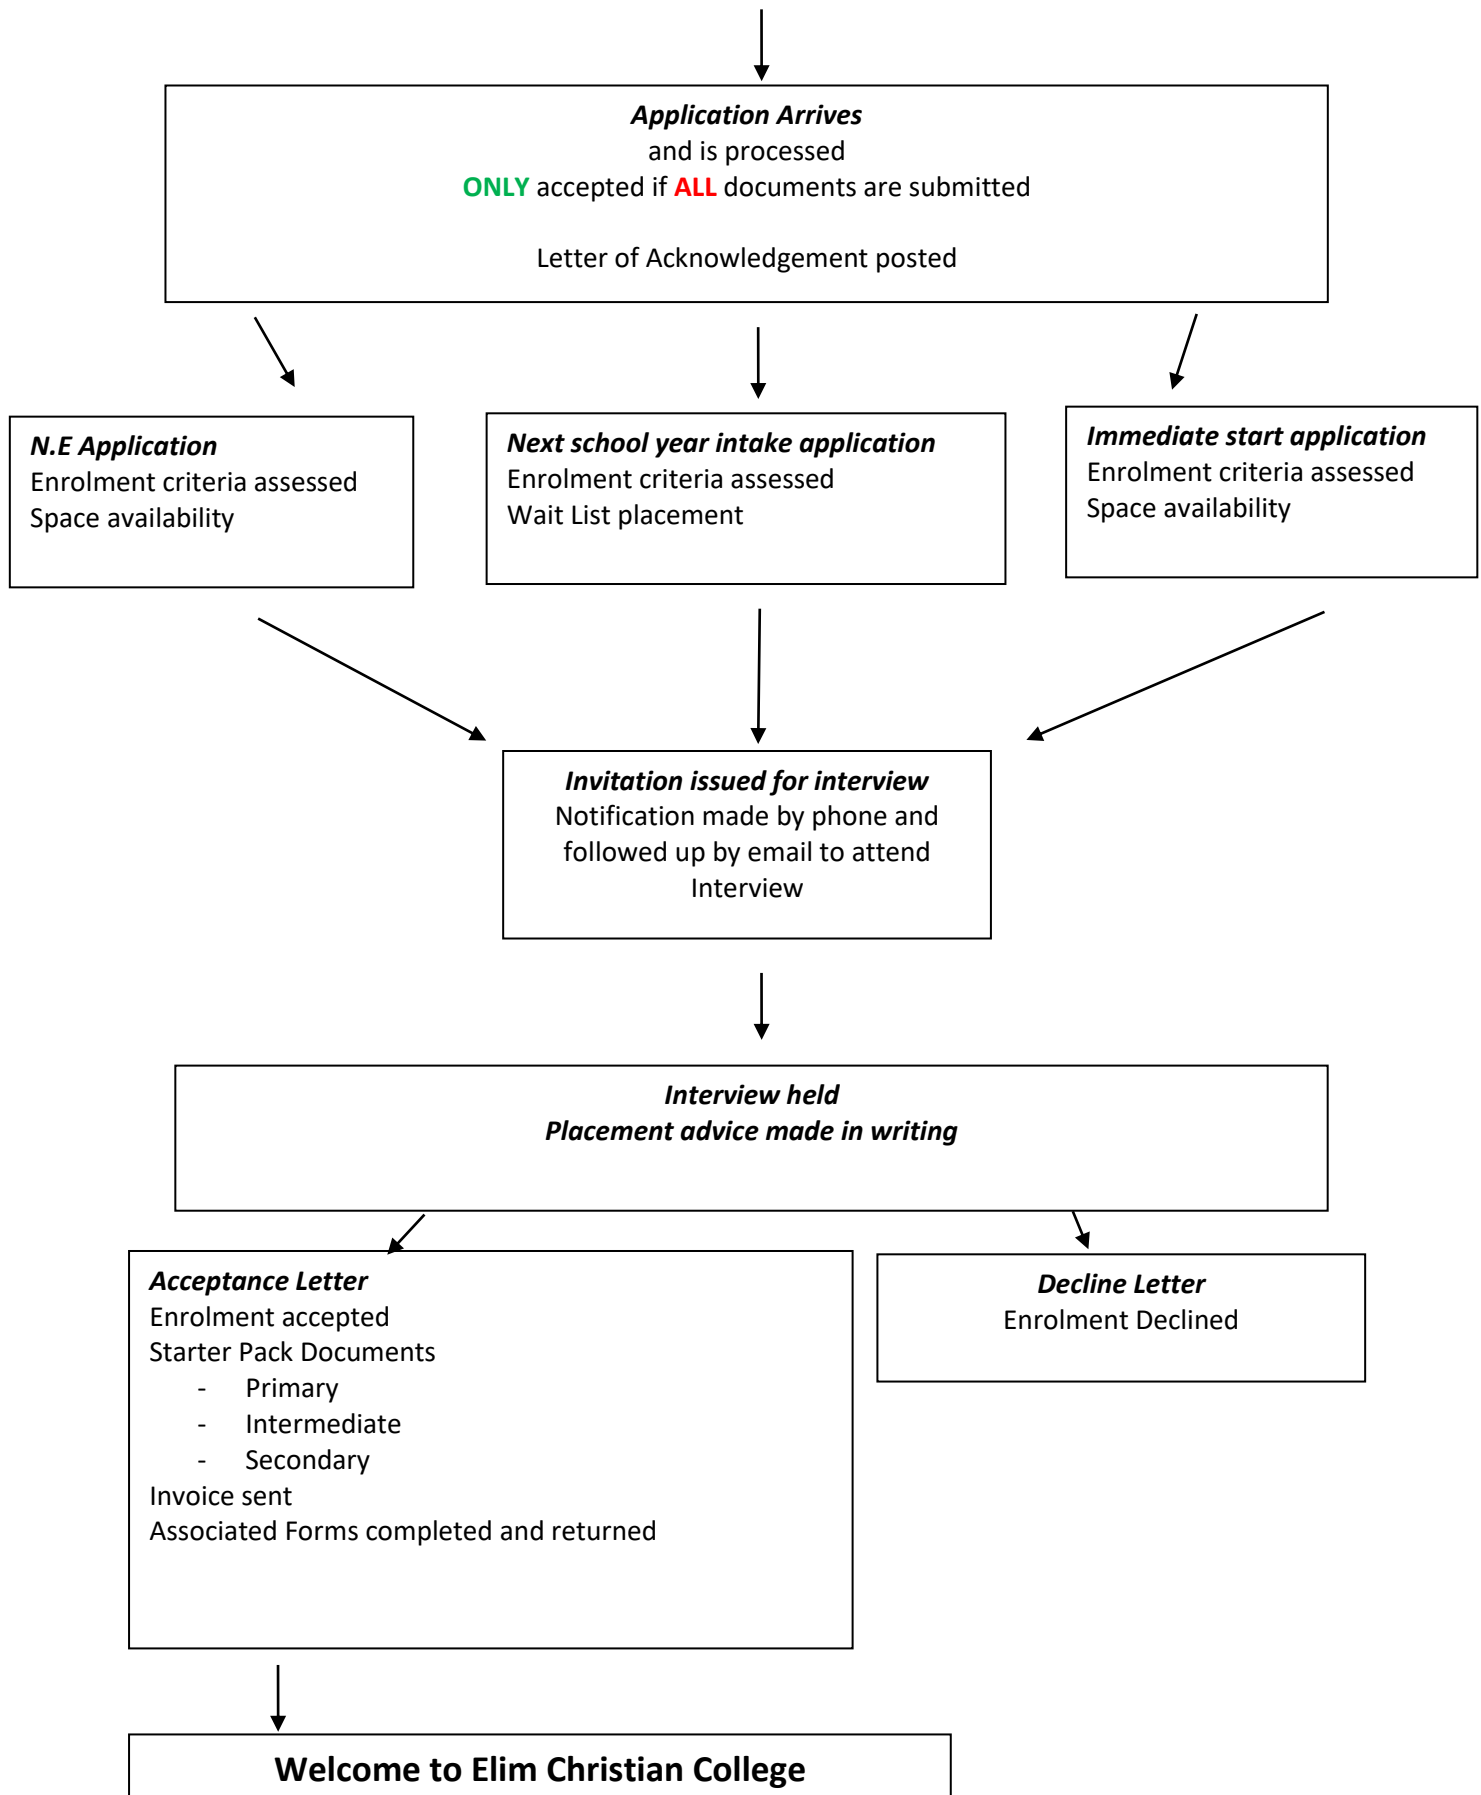 Application Arrives
and is processed
ONLY accepted if ALL documents are submitted
Letter of Acknowledgement posted
N.E Application
Enrolment criteria assessed
Space availability
Next school year intake application
Enrolment criteria assessed
Wait List placement
Immediate start application
Enrolment criteria assessed
Space availability
Invitation issued for interview
Notification made by phone and
followed up by email to attend
Interview
Interview held
Placement advice made in writing
Acceptance Letter
Enrolment accepted
Starter Pack Documents
- Primary
- Intermediate
- Secondary
Invoice sent
Associated Forms completed and returned
Decline Letter
Enrolment Declined
Welcome to Elim Christian College